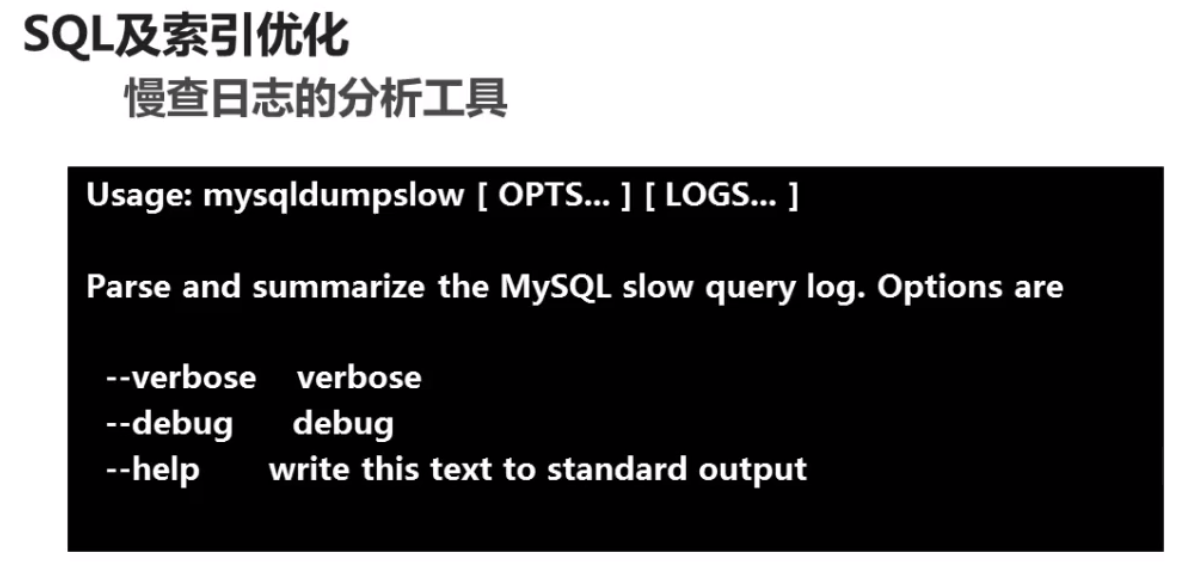 SQL及索引优化
慢查日志的分析工具
Usage: mysqldumpslow [ OPTS... ] [ LOGS... ]
Parse and summarize the MySQL slow query log. Options are
--verbose verbose
--debug debug
--help write this text to standard output